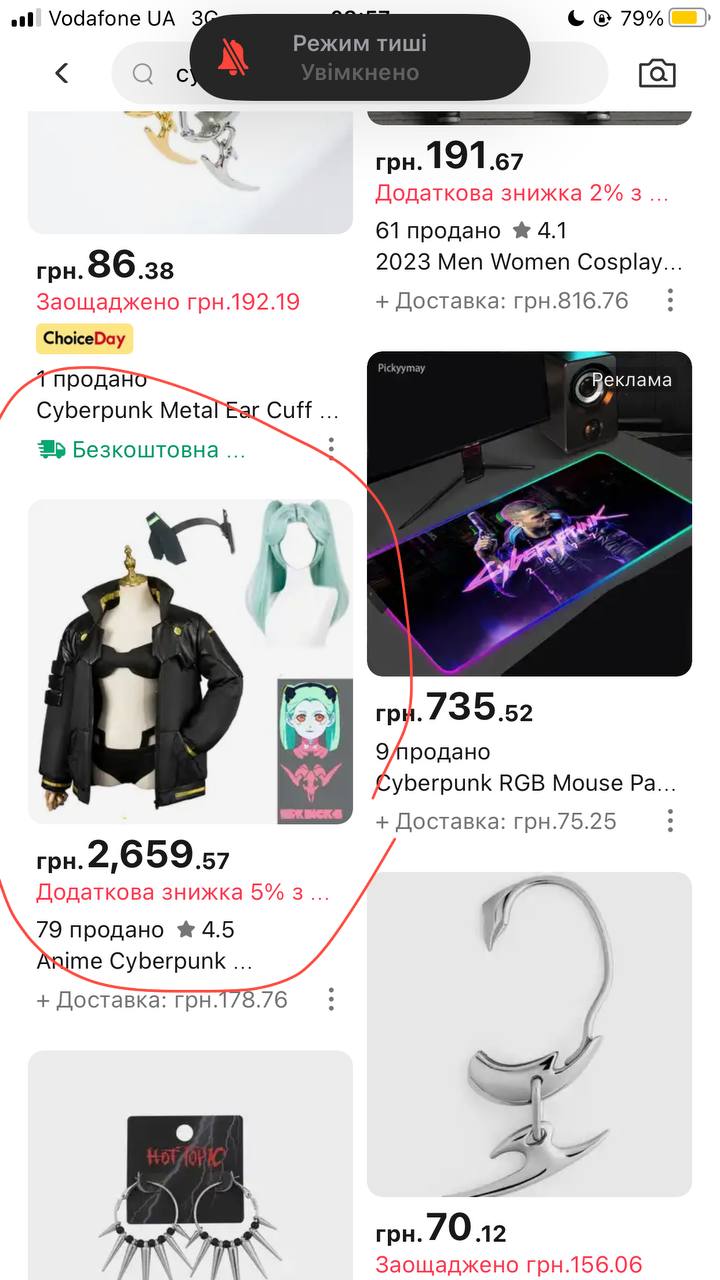 Vodafone UA 3G
79%
Режим тиші
Увімкнено
грн.86.38
Заощаджено грн.192.19
ChoiceDay
1 продано
Cyberpunk Metal Ear Cuff ...
Безкоштовна ...
грн.2,659.57
Додаткова знижка 5% з ...
79 продано 4.5
Anime Cyberpunk ...
+ Доставка: грн.178.76
HOT TOPIC
грн.191.67
Додаткова знижка 2% з ...
61 продано 4.1
2023 Men Women Cosplay...
+ Доставка: грн.816.76
Pickyymay
Реклама
Cyberpunk
грн.735.52
9 продано
Cyberpunk RGB Mouse Pa...
+ Доставка: грн.75.25
грн.70.12
Заощаджено грн.156.06